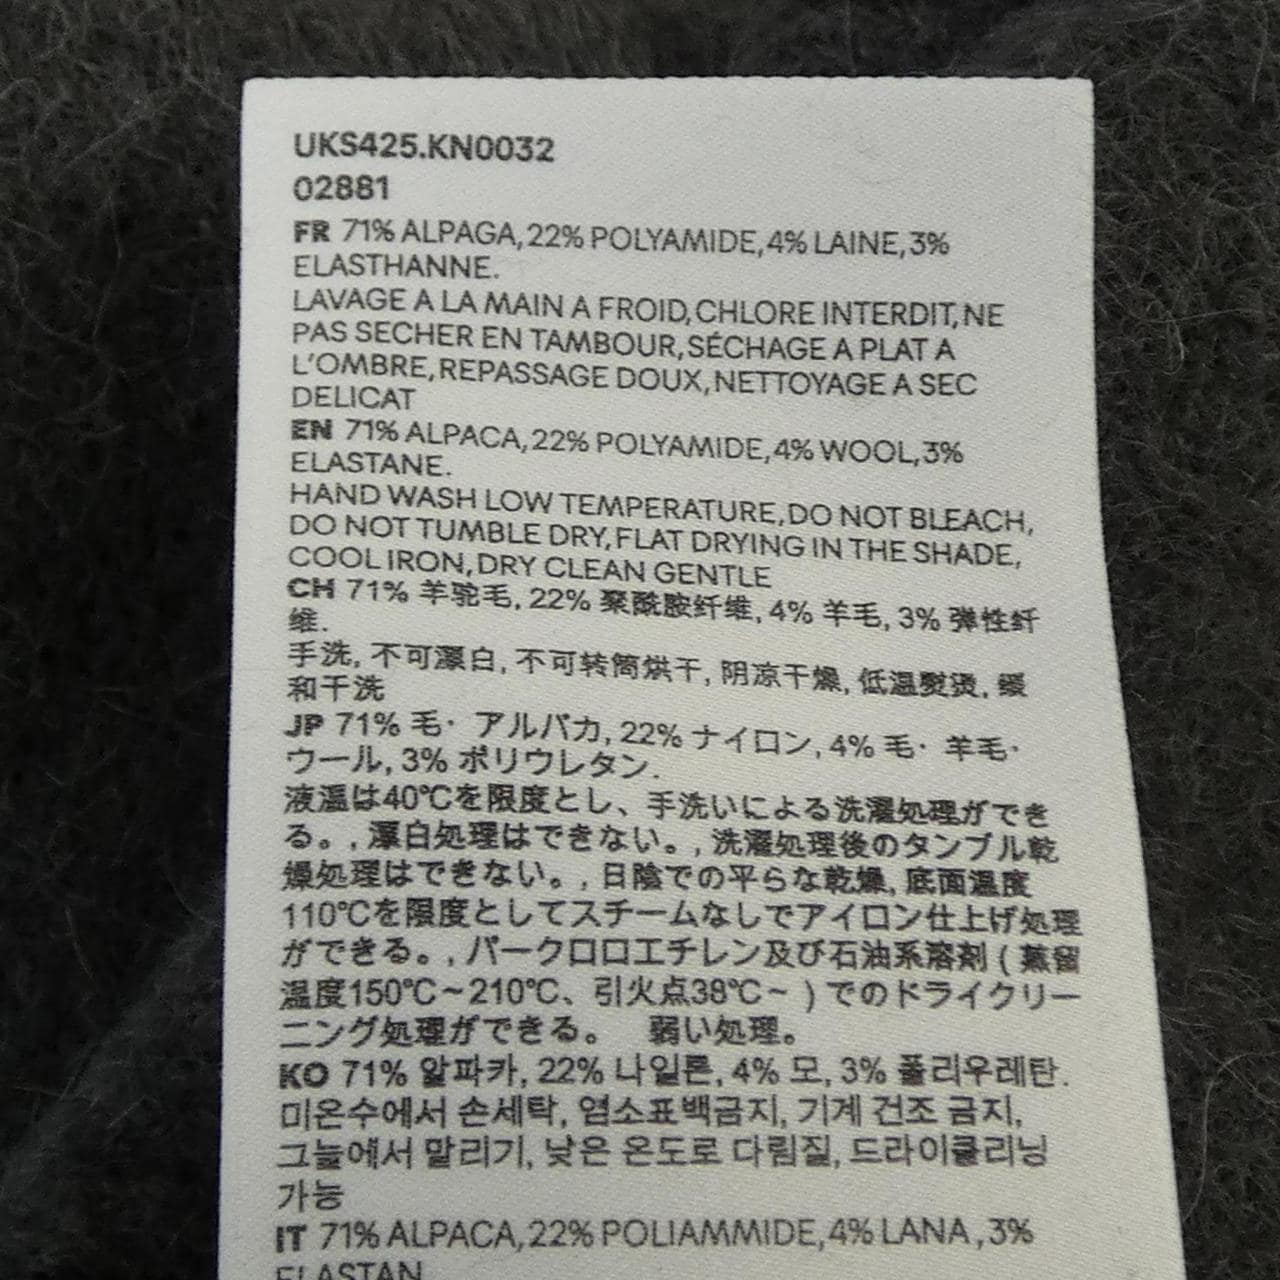 UKS425.KN0032
02881
FR 71% ALPAGA, 22% POLYAMIDE, 4% LAINE, 3%
ELASTHANNE.
LAVAGE A LA MAIN A FROID, CHLORE INTERDIT, NE
PAS SECHER EN TAMBOUR, SÉCHAGE A PLAT A
L'OMBRE, REPASSAGE DOUX, NETTOYAGE A SEC
DELICAT
EN 71% ALPACA, 22% POLYAMIDE, 4% WOOL, 3%
ELASTANE.
HAND WASH LOW TEMPERATURE, DO NOT BLEACH,
DO NOT TUMBLE DRY, FLAT DRYING IN THE SHADE,
COOL IRON, DRY CLEAN GENTLE
CH 71% 羊驼毛, 22% 聚酰胺纤维, 4% 羊毛, 3% 弹性纤
维.
手洗, 不可漂白, 不可转筒烘干, 阴凉干燥, 低温熨烫, 缓
和干洗
JP 71% 毛・アルパカ, 22% ナイロン, 4% 毛・羊毛・
ウール, 3% ポリウレタン.
液温は40℃を限度とし、手洗いによる洗濯処理ができ
る。, 漂白処理はできない。, 洗濯処理後のタンブル乾
燥処理はできない。, 日陰での平らな乾燥, 底面温度
110℃を限度としてスチームなしでアイロン仕上げ処理
ができる。, パークロロエチレン及び石油系溶剤 ( 蒸留
温度150℃～210℃、引火点38℃～ ) でのドライクリー
ニング処理ができる。 弱い処理。
KO 71% 알파카, 22% 나일론, 4% 모, 3% 폴리우레탄.
미온수에서 손세탁, 염소표백금지, 기계 건조 금지,
그늘에서 말리기, 낮은 온도로 다림질, 드라이클리닝
가능
IT 71% ALPACA, 22% POLIAMMIDE, 4% LANA , 3%
ELASTAN